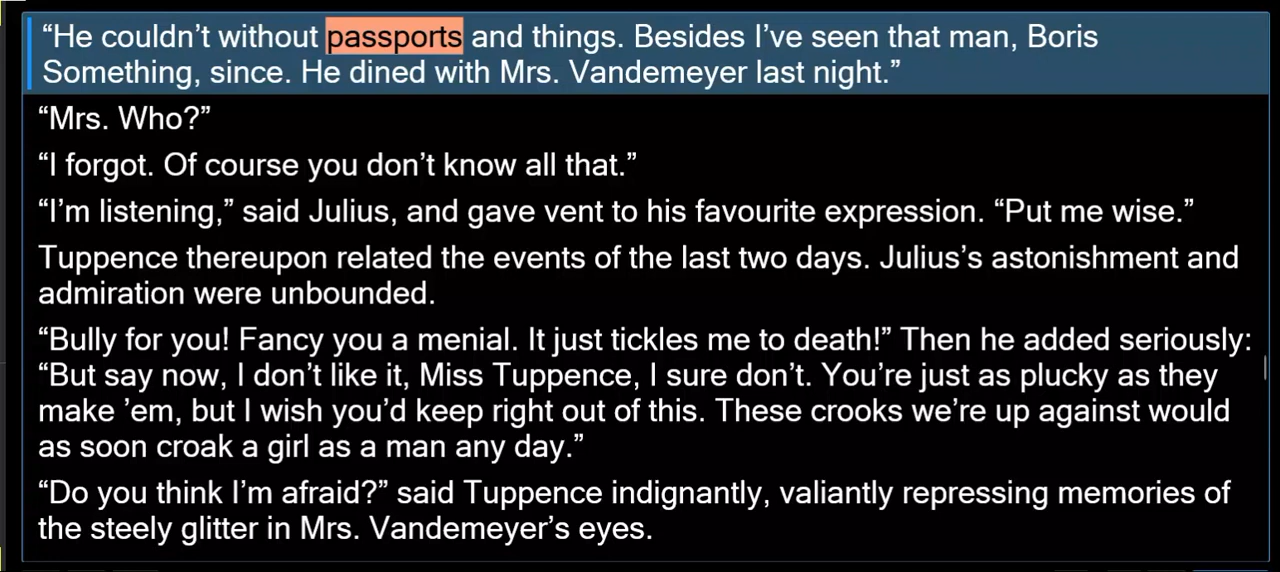 “He couldn’t without passports and things. Besides I’ve seen that man, Boris
Something, since. He dined with Mrs. Vandemeyer last night.”
“Mrs. Who?”
“I forgot. Of course you don’t know all that.”
“I’m listening,” said Julius, and gave vent to his favourite expression. “Put me wise.”
Tuppence thereupon related the events of the last two days. Julius’s astonishment and
admiration were unbounded.
“Bully for you! Fancy you a menial. It just tickles me to death!” Then he added seriously:
“But say now, I don’t like it, Miss Tuppence, I sure don’t. You’re just as plucky as they
make ’em, but I wish you’d keep right out of this. These crooks we’re up against would
as soon croak a girl as a man any day.”
“Do you think I’m afraid?” said Tuppence indignantly, valiantly repressing memories of
the steely glitter in Mrs. Vandemeyer’s eyes.